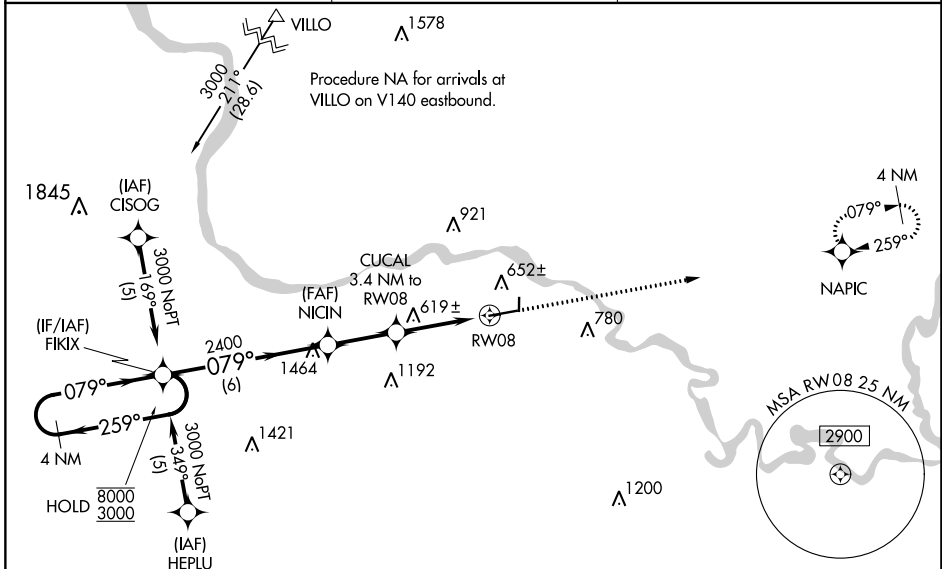 VILLO
1578
3000
211°
(28.6)
Procedure NA for arrivals at
VILLO on V140 eastbound.
1845
(IAF)
CISOG
4 NM
079°
259°
NAPIC
921
3000 NoPT
169°
(5)
CUCAL
3.4 NM to
RW08
652±
(FAF)
NICIN
619±
RW08
780
(IF/IAF)
FIKIX
2400
079°
(6)
1464
1192
079°
259°
4 NM
1421
3000 NoPT
349°
(5)
HOLD
8000
3000
(IAF)
HEPLU
1200
MSA RW08 25 NM
2900